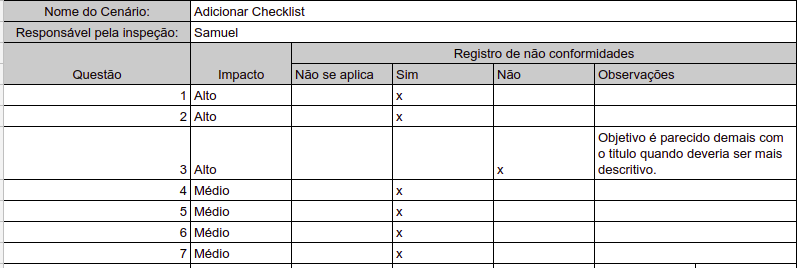 Nome do Cenário: Adicionar Checklist
Responsável pela inspeção: Samuel
Registro de não conformidades
Questão Impacto Não se aplica Sim Não Observações
1 Alto x
2 Alto x
Objetivo é parecido demais com
o titulo quando deveria ser mais
3 Alto x descritivo.
4 Médio x
5 Médio x
6 Médio x
7 Médio x